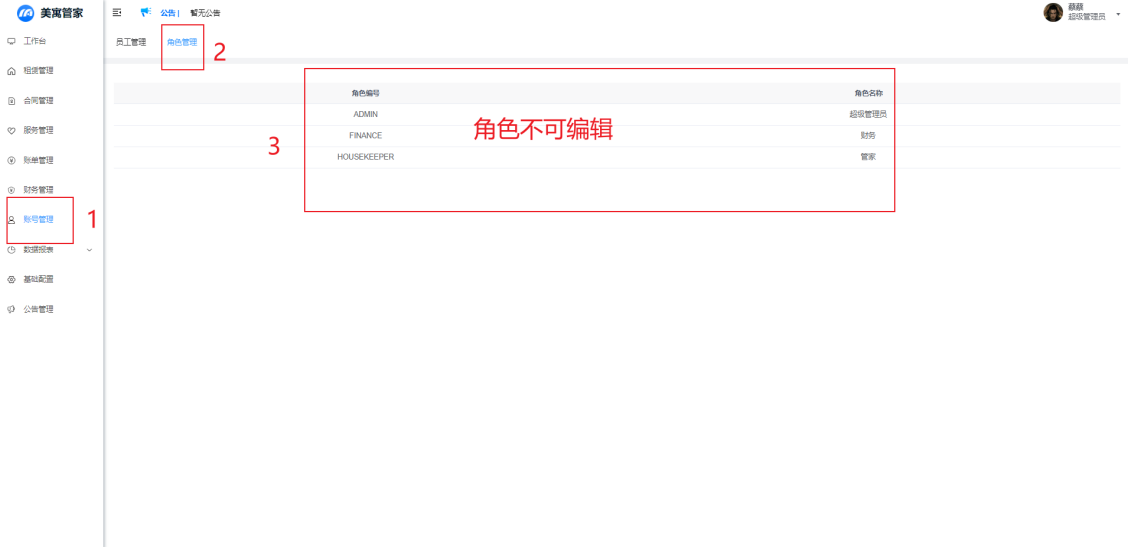 美寓管家
公告 | 暂无公告
蘇蘇
超级管理员
工作台
租赁管理
合同管理
服务管理
账单管理
财务管理
账号管理
1
数据报表
基础配置
公告管理
员工管理
角色管理
2
角色编号 角色名称
ADMIN 超级管理员
FINANCE 财务
HOUSEKEEPER 管家
角色不可编辑
3